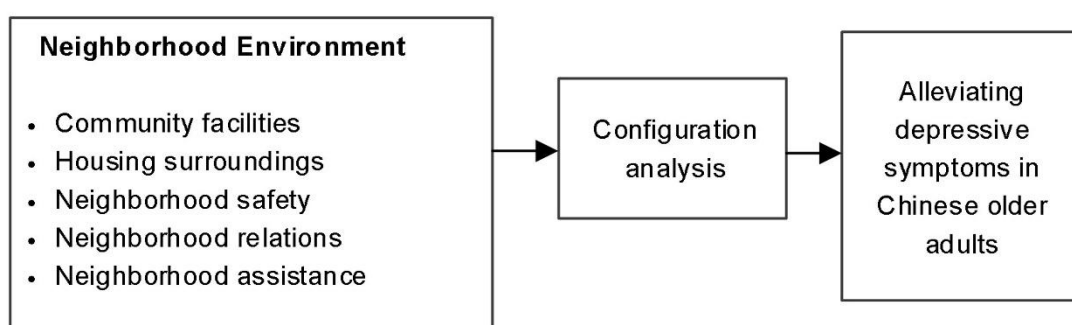 Neighborhood Environment
• Community facilities
• Housing surroundings
• Neighborhood safety
• Neighborhood relations
• Neighborhood assistance
Configuration
analysis
Alleviating
depressive
symptoms in
Chinese older
adults